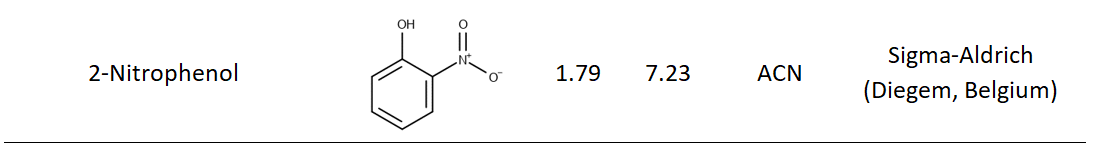 2-Nitrophenol
OH
O
N+
O-
1.79
7.23
ACN
Sigma-Aldrich
(Diegem, Belgium)